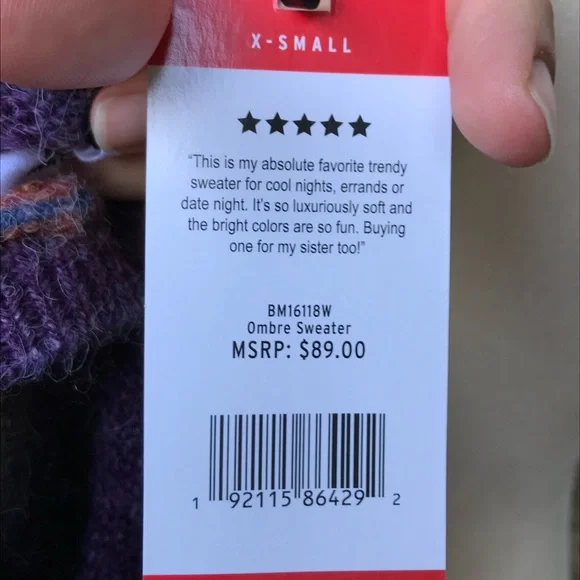 X-SMALL
★★★★★
“This is my absolute favorite trendy
sweater for cool nights, errands or
date night. It’s so luxuriously soft and
the bright colors are so fun. Buying
one for my sister too!”
BM16118W
Ombre Sweater
MSRP: $89.00
1 92115 86429 2